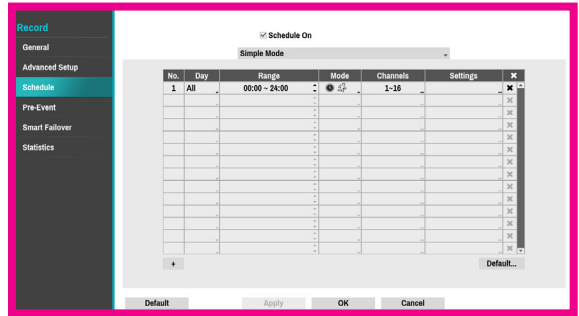 Record
General
Advanced Setup
Schedule
Pre-Event
Smart Failover
Statistics
Schedule On
Simple Mode
No. Day Range Mode Channels Settings
1 All 00:00 ~ 24:00 1~16
+ Default...
Default Apply OK Cancel